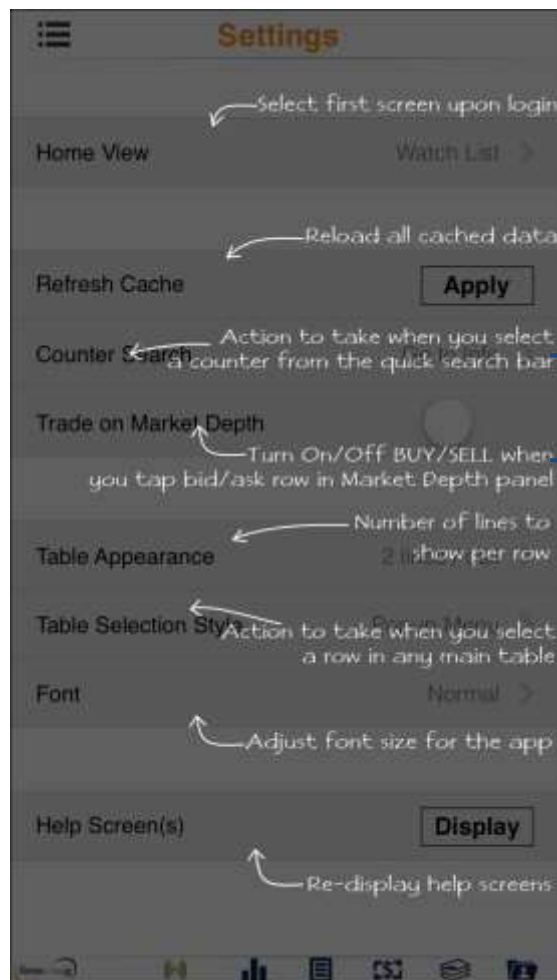 Settings
Select first screen upon login
Home View Watch List
Reload all cached data
Refresh Cache Apply
Action to take when you select
Counter Search
a counter from the quick search bar
Trade on Market Depth
Turn On/Off BUY/SELL when
you tap bid/ask row in Market Depth panel
Number of lines to
Table Appearance 2
show per row
Table Selection Style Popup Menu
Action to take when you select
a row in any main table
Font Normal
Adjust font size for the app
Help Screen(s) Display
Re-display help screens